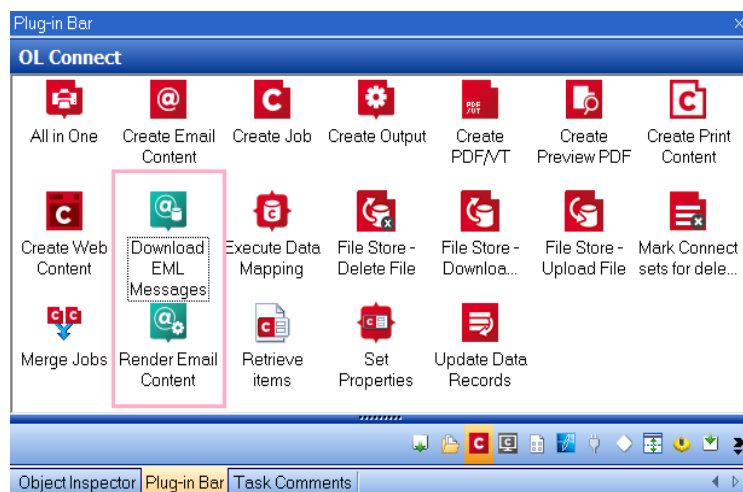 Plug-in Bar
OL Connect
All in One
Create Email
Content
Create Job
Create Output
Create
PDF/VT
Create
Preview PDF
Create Print
Content
Create Web
Content
Download
EML
Messages
Execute Data
Mapping
File Store -
Delete File
File Store -
Downloa...
File Store -
Upload File
Mark Connect
sets for dele...
Merge Jobs
Render Email
Content
Retrieve
items
Set
Properties
Update Data
Records
Object Inspector
Plug-in Bar
Task Comments